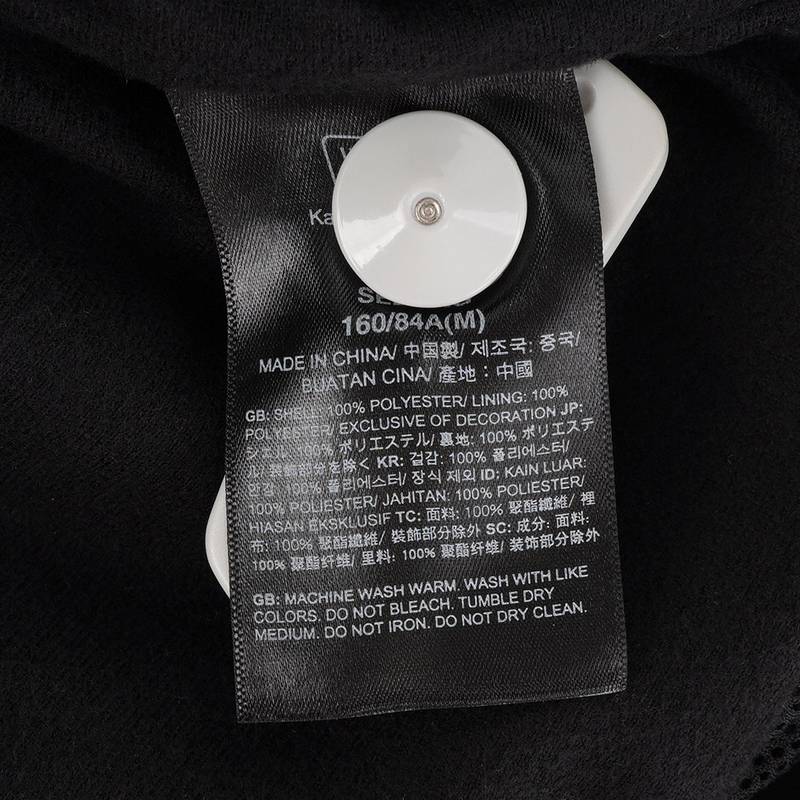 Ka
160/84A(M)
MADE IN CHINA/ 中国製/ 제조국: 중국/
BUATAN CINA/ 產地：中國
GB: SHELL: 100% POLYESTER/ LINING: 100%
POLYESTER/ EXCLUSIVE OF DECORATION JP:
100% ポリエステル/ 裏地: 100% ポリエステ
ル/ 装飾部分を除く KR: 겉감: 100% 폴리에스터/
안감: 100% 폴리에스터/ 장식 제외 ID: KAIN LUAR:
100% POLIESTER/ JAHITAN: 100% POLIESTER/
HIASAN EKSKLUSIF TC: 面料: 100% 聚酯纖維/ 裡
布: 100% 聚酯纖維/ 裝飾部分除外 SC: 成分: 面料:
100% 聚酯纤维/ 里料: 100% 聚酯纤维/ 装饰部分除外
GB: MACHINE WASH WARM. WASH WITH LIKE
COLORS. DO NOT BLEACH. TUMBLE DRY
MEDIUM. DO NOT IRON. DO NOT DRY CLEAN.